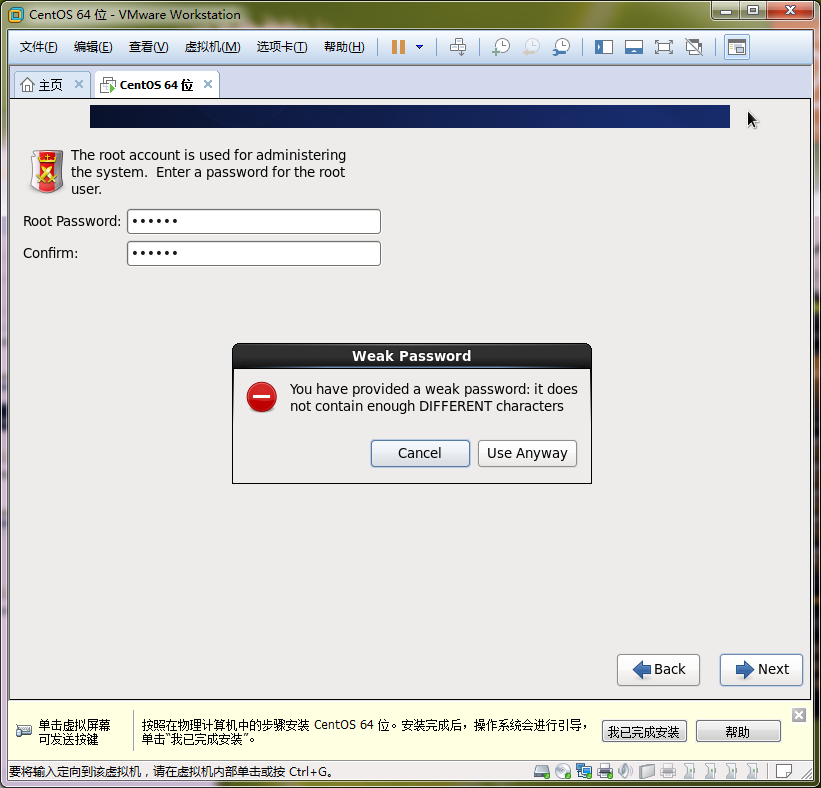 CentOS 64 位 - VMware Workstation
文件(F) 编辑(E) 查看(V) 虚拟机(M) 选项卡(T) 帮助(H)
主页 CentOS 64 位
The root account is used for administering
the system. Enter a password for the root
user.
Root Password: ••••••
Confirm: ••••••
Weak Password
You have provided a weak password: it does
not contain enough DIFFERENT characters
Cancel Use Anyway
Back Next
单击虚拟屏幕
可发送按键
按照在物理计算机中的步骤安装 CentOS 64 位。安装完成后，操作系统会进行引导，
单击“我已完成安装”。
我已完成安装 帮助
要将输入定向到该虚拟机，请在虚拟机内部单击或按 Ctrl+G。